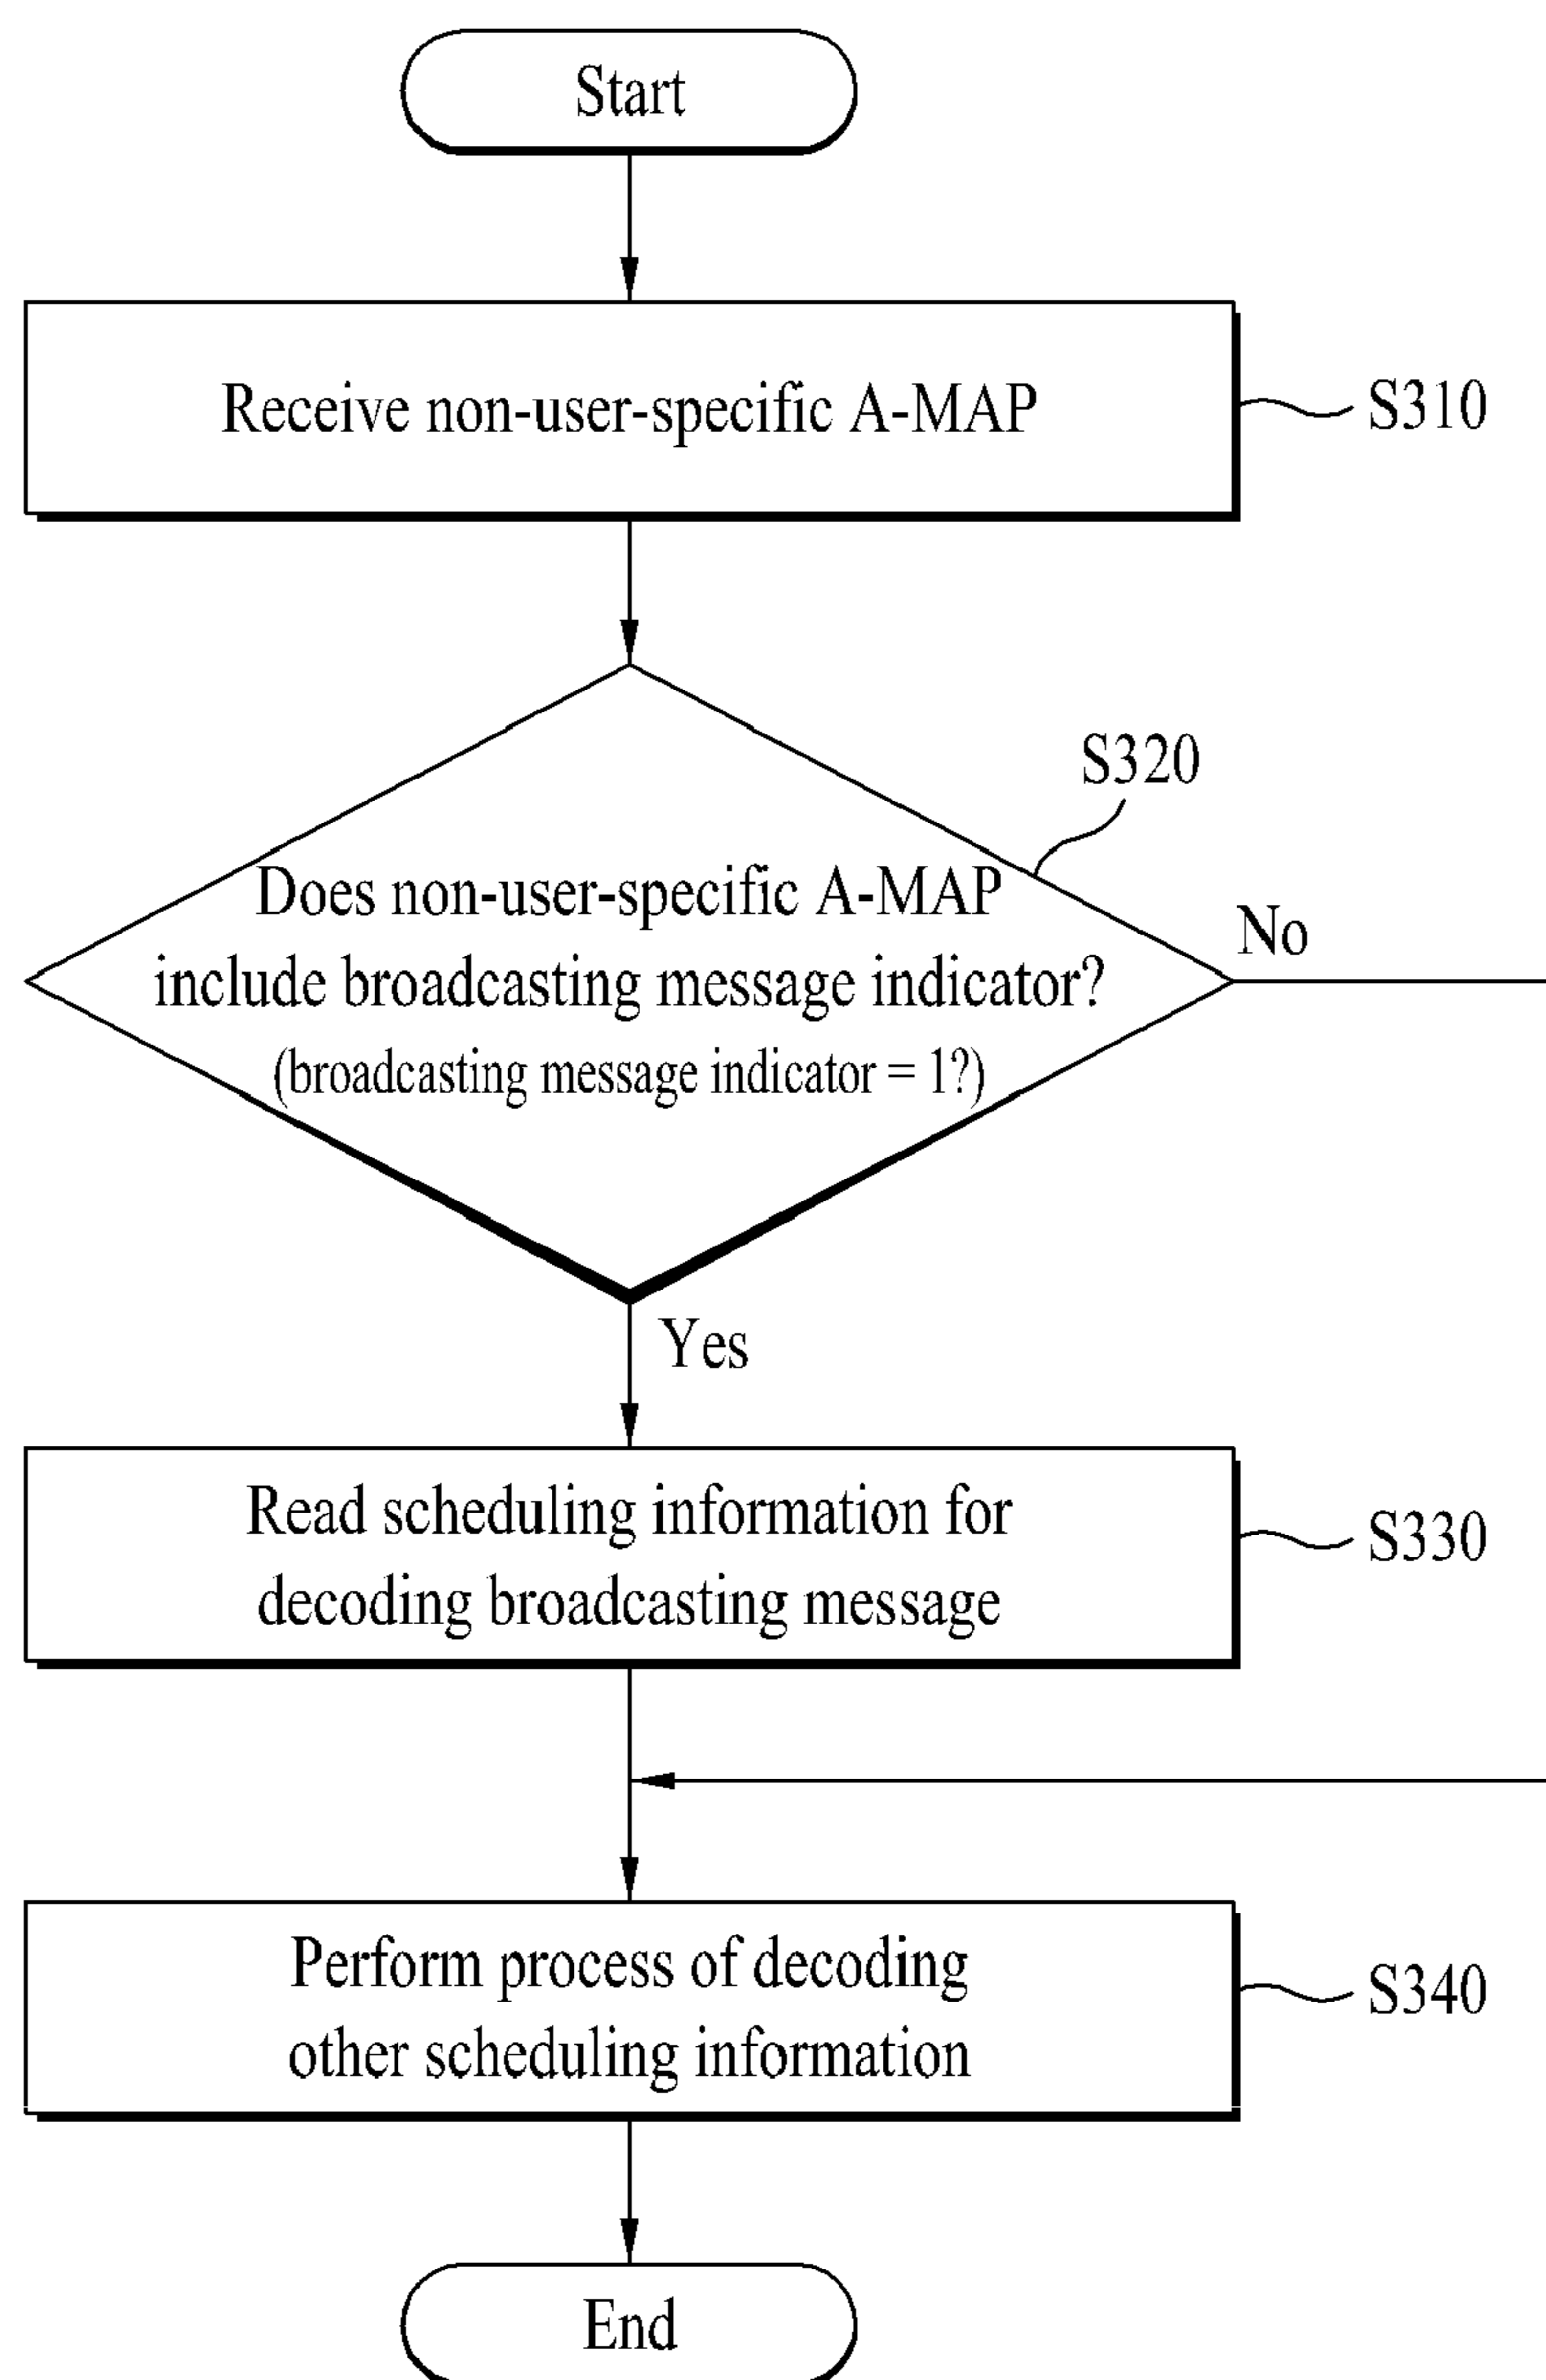 Start
Receive non-user-specific A-MAP
S310
S320
Does non-user-specific A-MAP
include broadcasting message indicator?
(broadcasting message indicator = 1?)
No
Yes
Read scheduling information for
decoding broadcasting message
S330
Perform process of decoding
other scheduling information
S340
End